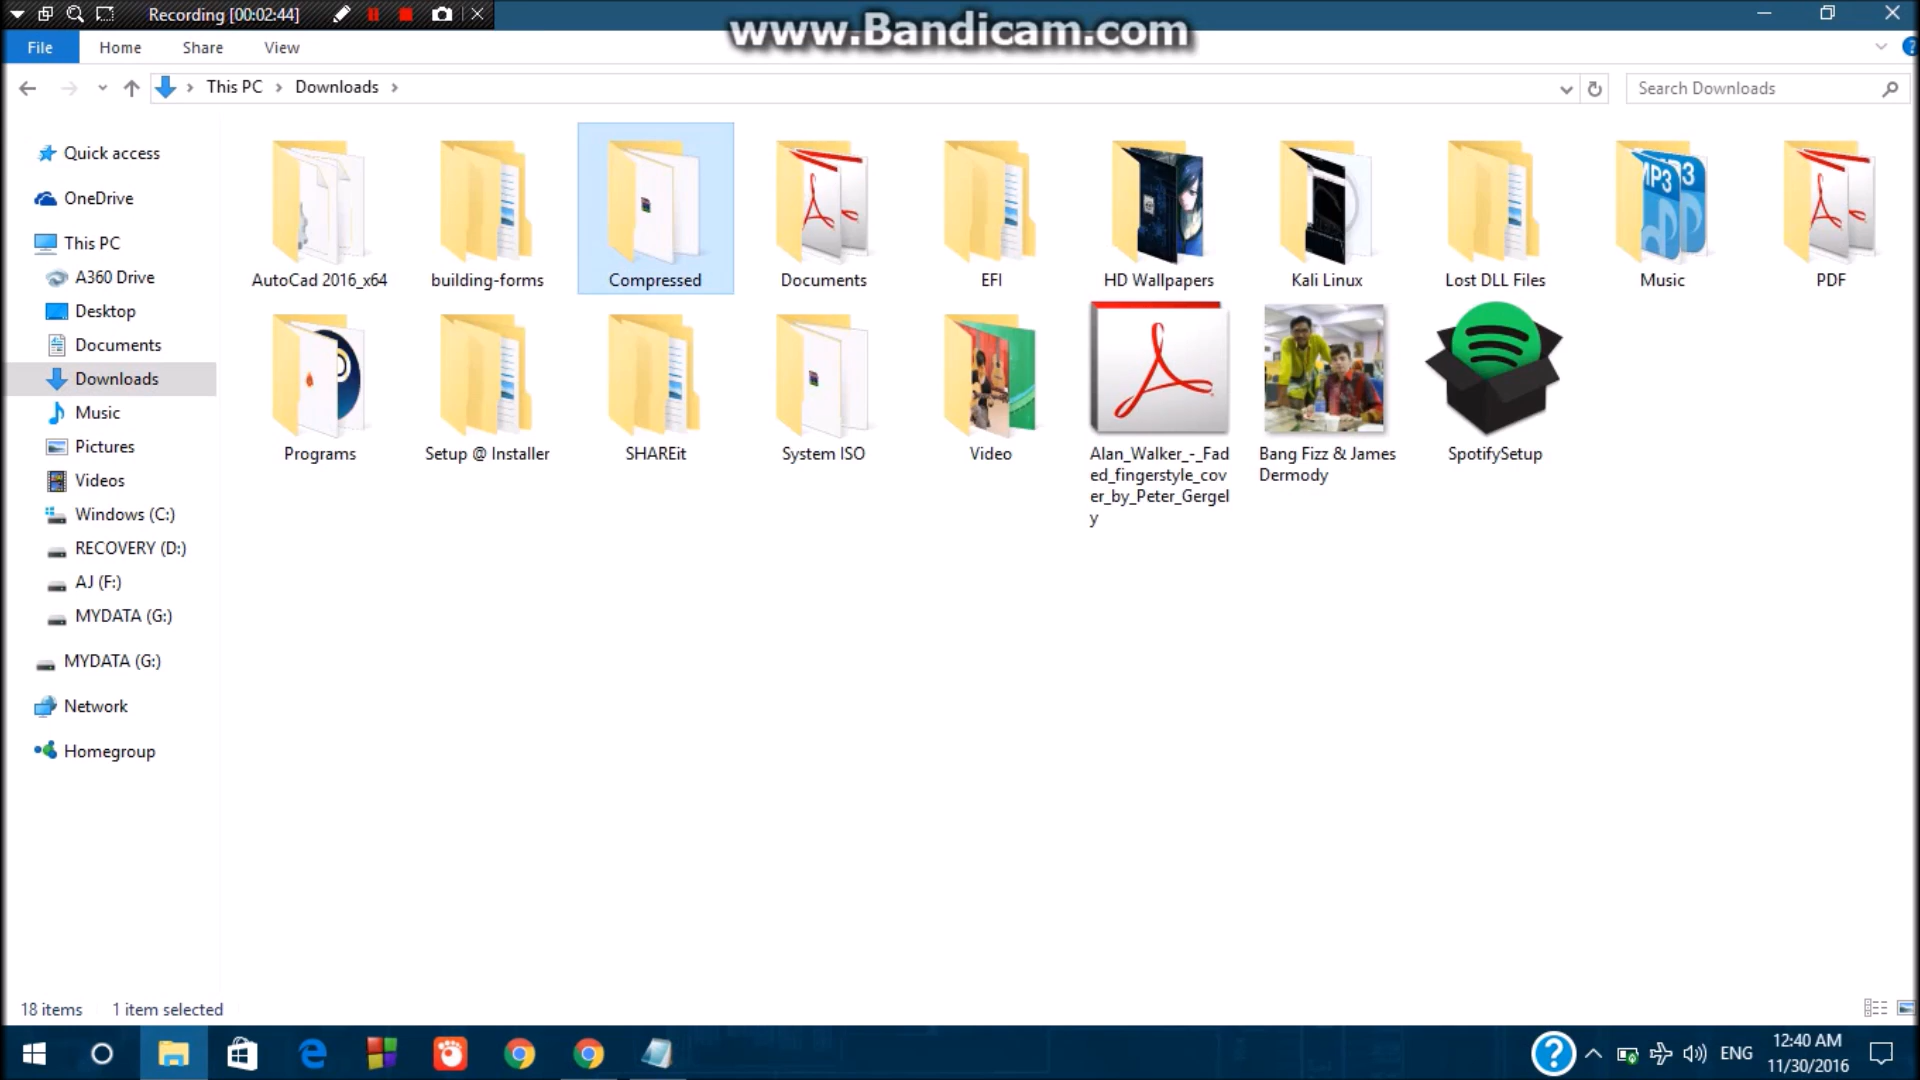 Recording [00:02:44]
www.Bandicam.com
File
Home
Share
View
?
This PC
Downloads
Search Downloads
Quick access
OneDrive
This PC
A360 Drive
Desktop
Documents
Downloads
Music
Pictures
Videos
Windows (C:)
RECOVERY (D:)
AJ (F:)
MYDATA (G:)
MYDATA (G:)
Network
Homegroup
AutoCad 2016_x64
building-forms
Compressed
Documents
EFI
HD Wallpapers
Kali Linux
Lost DLL Files
MP3
Music
PDF
Programs
Setup @ Installer
SHAREit
System ISO
Video
Alan_Walker_-_Fad
ed_fingerstyle_cov
er_by_Peter_Gergel
y
Bang Fizz & James
Dermody
SpotifySetup
18 items
1 item selected
?
ENG
12:40 AM
11/30/2016